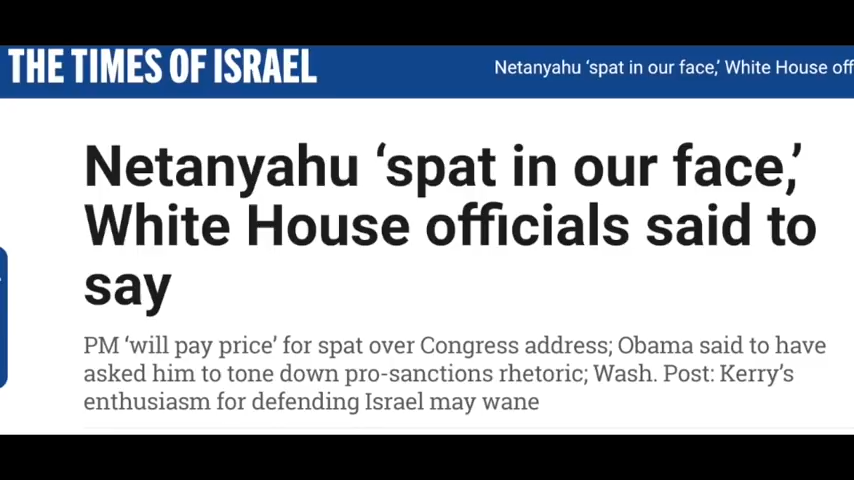 THE TIMES OF ISRAEL
Netanyahu ‘spat in our face,’ White House off
Netanyahu ‘spat in our face,’
White House officials said to
say
PM ‘will pay price’ for spat over Congress address; Obama said to have
asked him to tone down pro-sanctions rhetoric; Wash. Post: Kerry’s
enthusiasm for defending Israel may wane